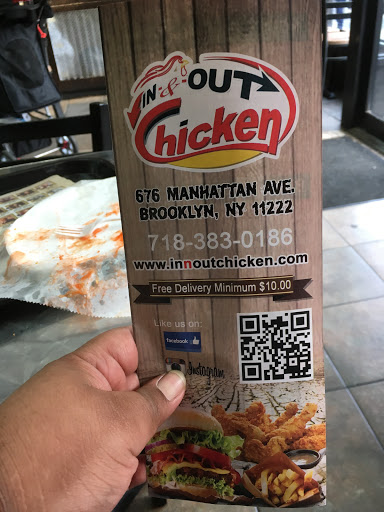 IN & OUT
Chicken
676 MANHATTAN AVE.
BROOKLYN, NY 11222
718-383-0186
www.innoutchicken.com
Free Delivery Minimum $10.00
Like us on:
facebook
Instagram